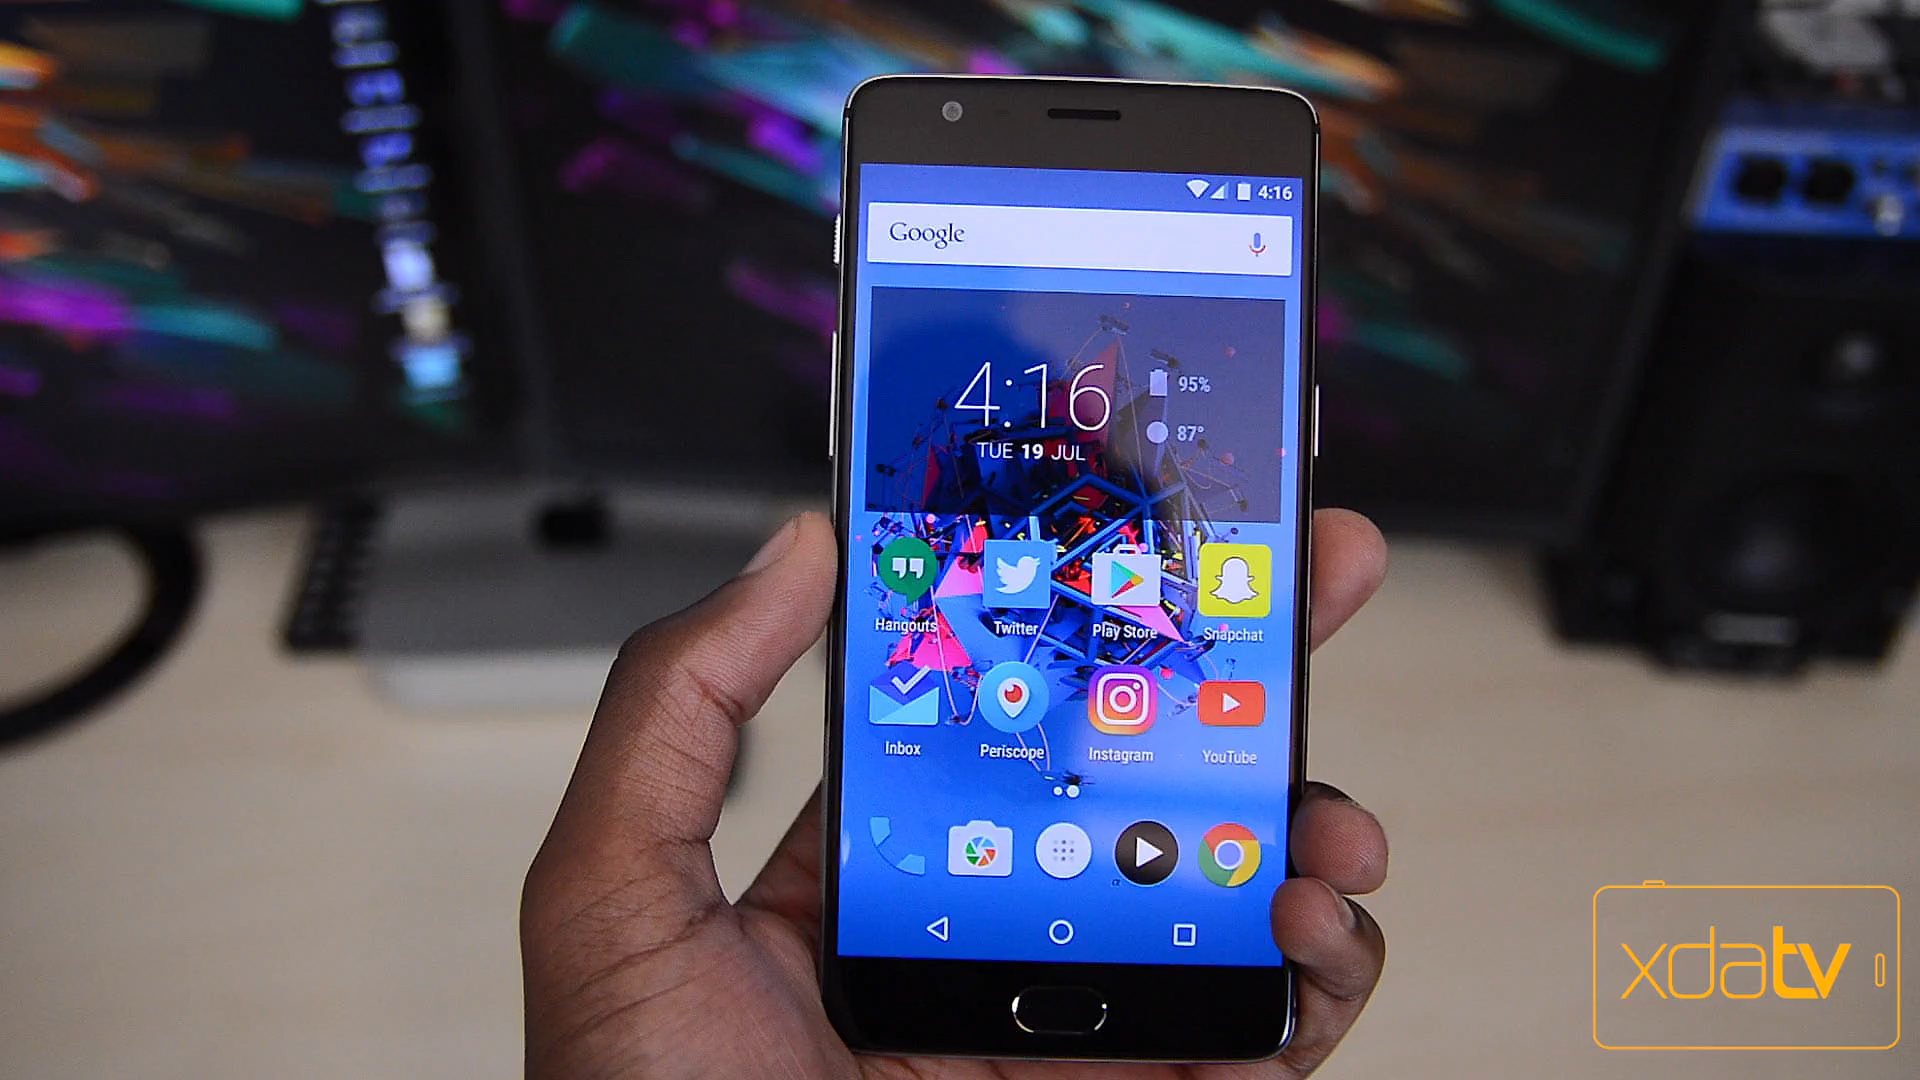 4:16
Google
4:16
95%
87°
TUE 19 JUL
Hangouts
Twitter
Play Store
Snapchat
Inbox
Periscope
Instagram
YouTube
α
xdatv